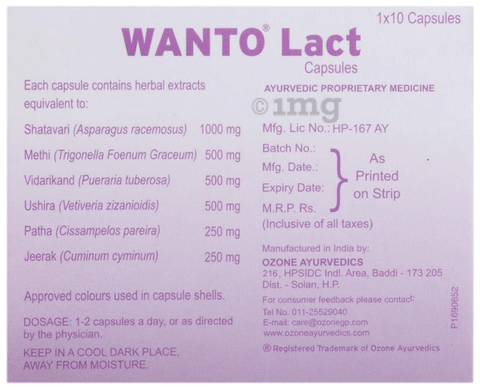 1x10 Capsules
WANTO® Lact
Capsules
Each capsule contains herbal extracts
equivalent to:
Shatavari (Asparagus racemosus) 1000 mg
Methi (Trigonella Foenum Graceum) 500 mg
Vidarikand (Pueraria tuberosa) 500 mg
Ushira (Vetiveria zizanioidis) 500 mg
Patha (Cissampelos pareira) 250 mg
Jeerak (Cuminum cyminum) 250 mg
Approved colours used in capsule shells.
DOSAGE: 1-2 capsules a day, or as directed
by the physician.
KEEP IN A COOL DARK PLACE,
AWAY FROM MOISTURE.
AYURVEDIC PROPRIETARY MEDICINE
© 1mg
Mfg. Lic No.: HP-167 AY
Batch No.:
Mfg. Date.:
Expiry Date:
M.R.P. Rs.
As
Printed
on Strip
(Inclusive of all taxes)
Manufactured in India by:
OZONE AYURVEDICS
216, HPSIDC Indl. Area, Baddi - 173 205
Dist. - Solan, H.P.
For consumer feedback please contact:
Tel No. 011-25529040
E-mail: care@ozonegp.com
www.ozoneayurvedics.com
® Registered Trademark of Ozone Ayurvedics
P1690652